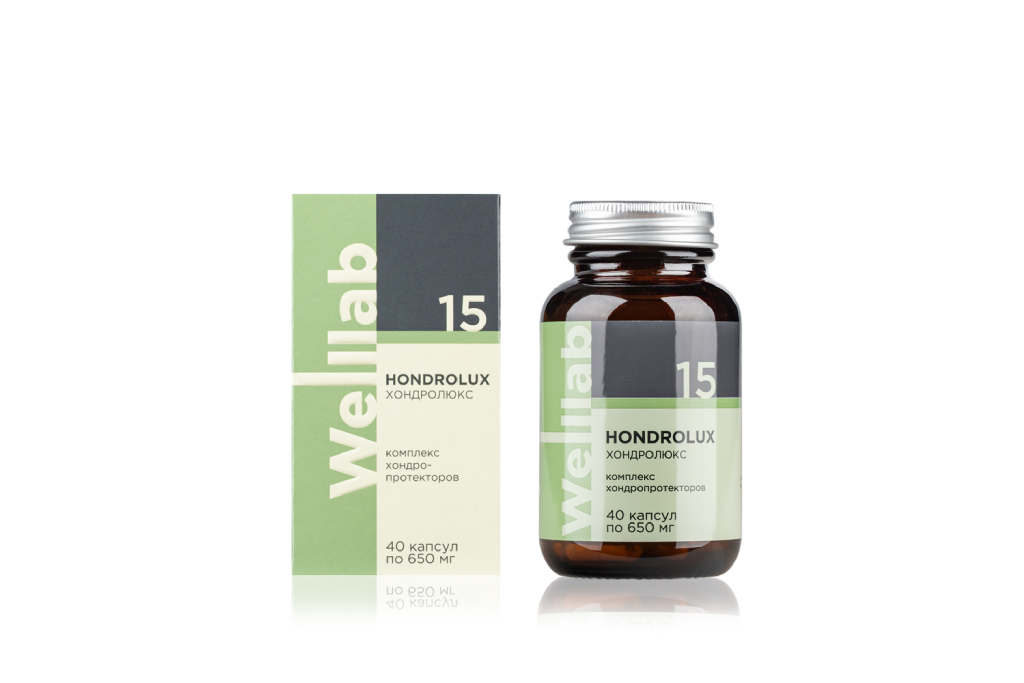 Welllab
15
HONDROLUX
ХОНДРОЛЮКС
комплекс
хондро-
протекторов
40 капсул
по 650 мг
Welllab
15
HONDROLUX
ХОНДРОЛЮКС
комплекс
хондропротекторов
40 капсул
по 650 мг